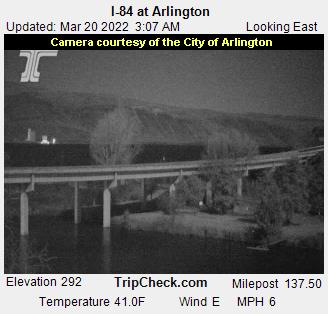 I-84 at Arlington
Updated: Mar 20 2022 3:07 AM Looking East
Camera courtesy of the City of Arlington
Elevation 292 TripCheck.com Milepost 137.50
Temperature 41.0F Wind E MPH 6